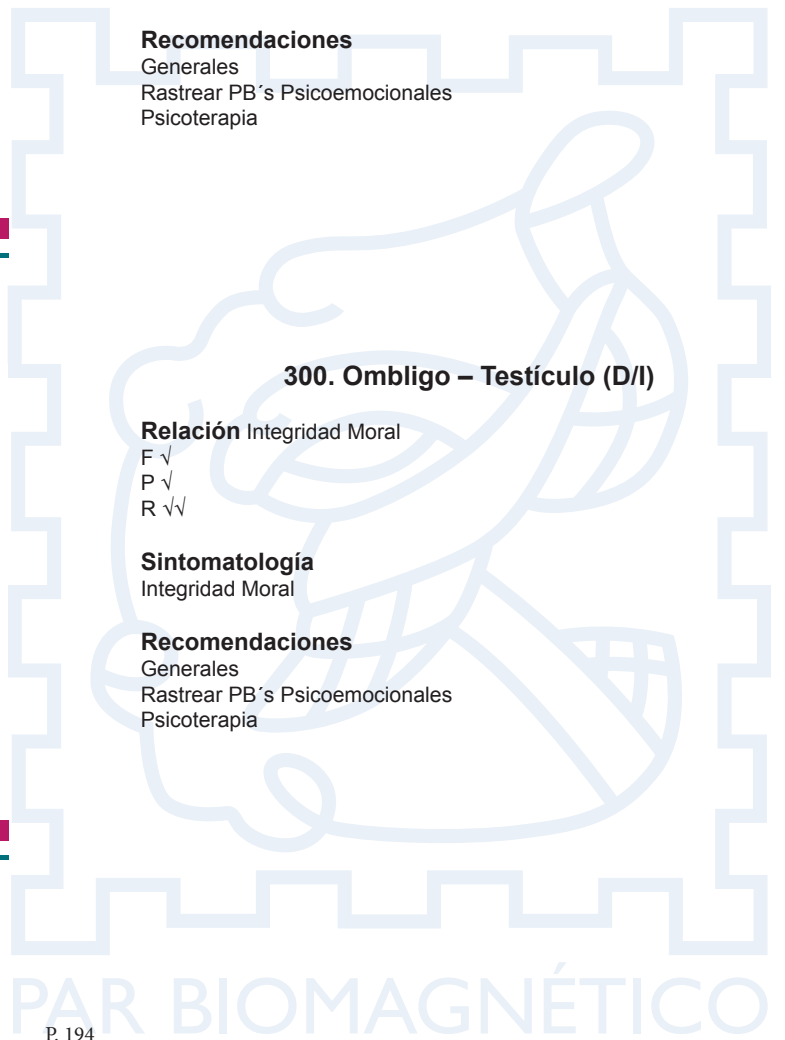 Recomendaciones
Generales
Rastrear PB´s Psicoemocionales
Psicoterapia
300. Ombligo – Testículo (D/I)
Relación Integridad Moral
F √
P √
R √√
Sintomatología
Integridad Moral
Recomendaciones
Generales
Rastrear PB´s Psicoemocionales
Psicoterapia
PAR BIOMAGNÉTICO
P. 194